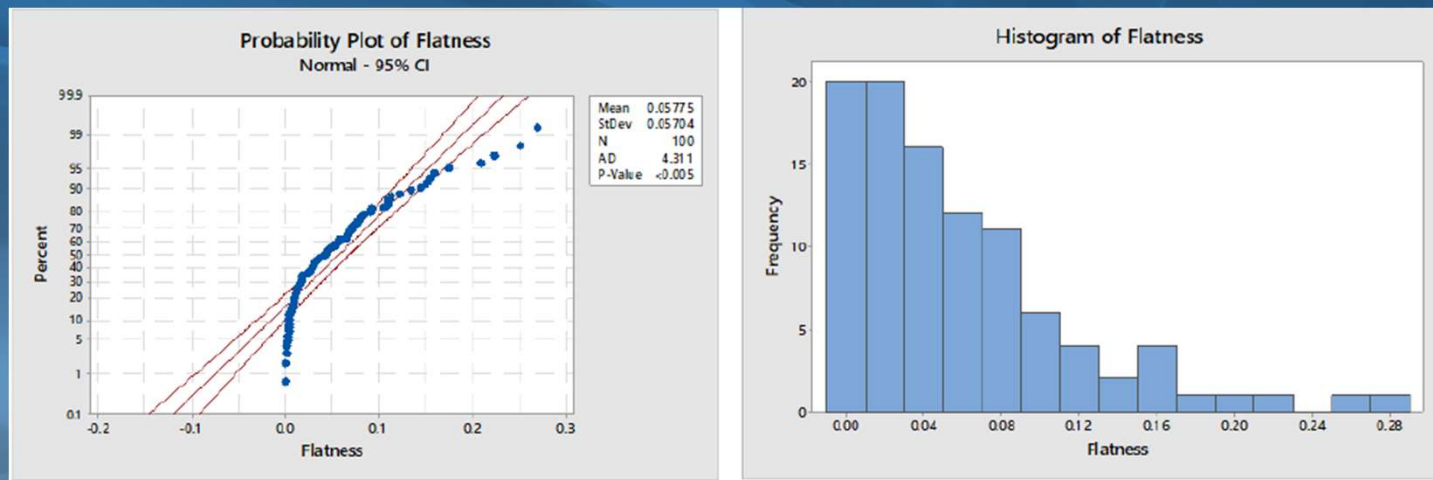 Probability Plot of Flatness
Normal - 95% CI
99.9
99
95
90
80
70
60
50
40
30
20
10
5
1
0.1
Percent
-0.2 -0.1 0.0 0.1 0.2 0.3
Flatness
Mean 0.05775
StDev 0.05704
N 100
AD 4.311
P-Value <0.005
Histogram of Flatness
20
15
10
5
0
Frequency
0.00 0.04 0.08 0.12 0.16 0.20 0.24 0.28
Flatness